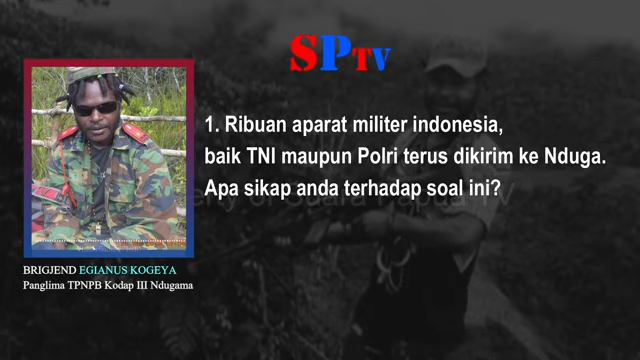 SPTV
1. Ribuan aparat militer indonesia,
baik TNI maupun Polri terus dikirim ke Nduga.
Apa sikap anda terhadap soal ini?
BRIGJEND EGIANUS KOGEYA
Panglima TPNPB Kodap III Ndugama